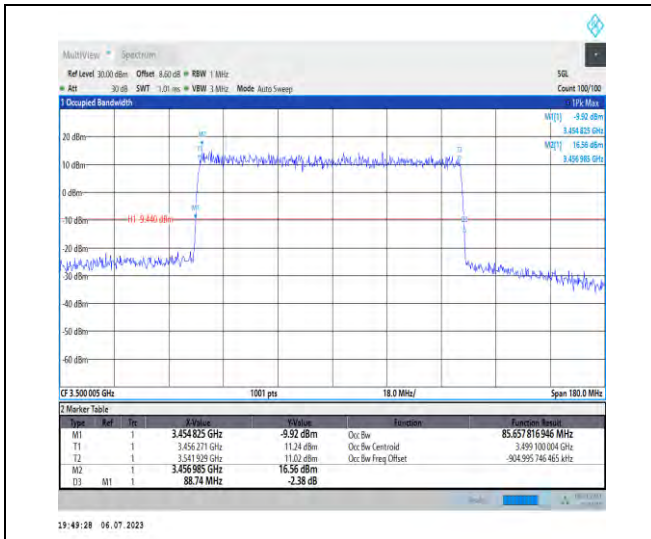 MultiView Spectrum
Ref Level 30.00 dBm Offset 8.60 dB RBW 1 MHz SGL
Att 30 dB SWT 1.01 ms VBW 3 MHz Mode Auto Sweep Count 100/100
1 Occupied Bandwidth 1Pk Max
M1[1] -9.92 dBm
3.454 825 GHz
M2[1] 16.56 dBm
3.456 985 GHz
M2
20 dBm
T1 T2
10 dBm
0 dBm
M1
-10 dBm H1 -9.440 dBm
-20 dBm
-30 dBm
-40 dBm
-50 dBm
-60 dBm
CF 3.500 005 GHz 1001 pts 18.0 MHz/ Span 180.0 MHz
2 Marker Table
Type Ref Trc X-Value Y-Value Function Function Result
M1 1 3.454 825 GHz -9.92 dBm Occ Bw 85.657 816 946 MHz
T1 1 3.456 271 GHz 11.24 dBm Occ Bw Centroid 3.499 100 004 GHz
T2 1 3.541 929 GHz 11.02 dBm Occ Bw Freq Offset -904.995 746 465 kHz
M2 1 3.456 985 GHz 16.56 dBm
D3 M1 1 88.74 MHz -2.38 dB
19:49:28 06.07.2023